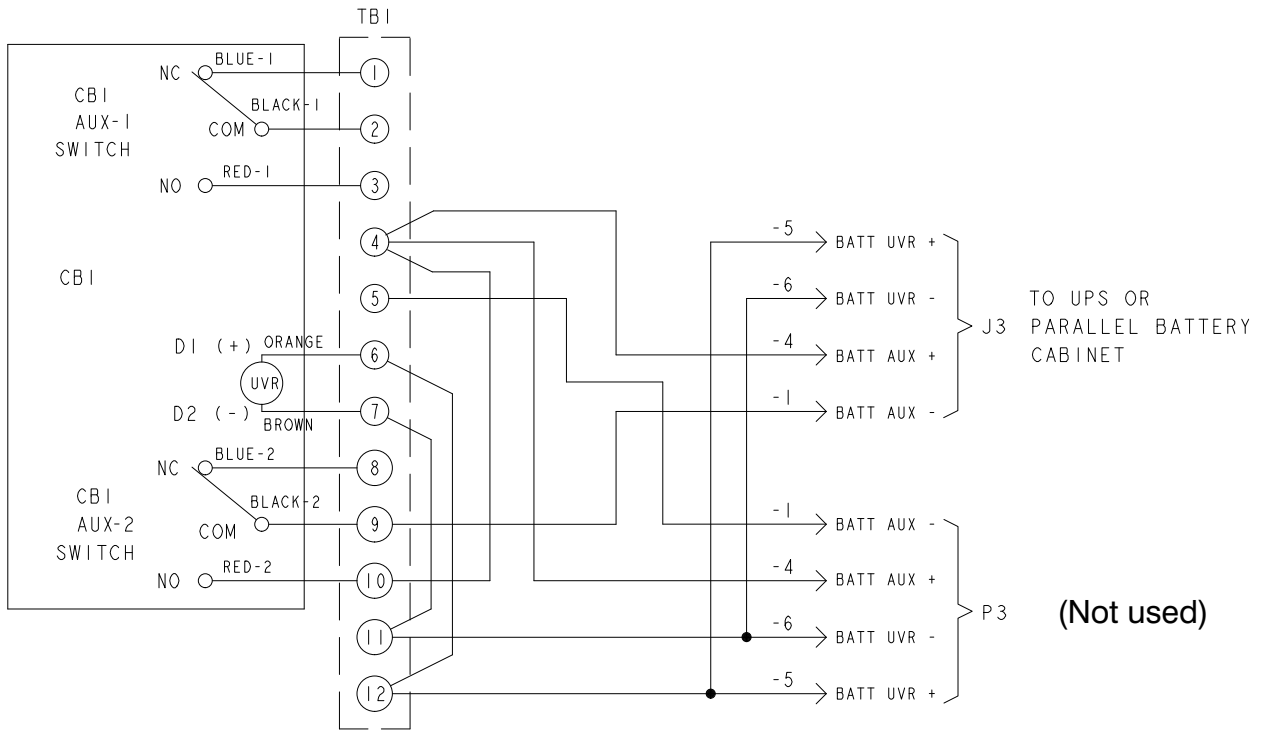 TB1
NC
BLUE-1
1
CB1
AUX-1
SWITCH
BLACK-1
COM
2
NO
RED-1
3
4
-5
BATT UVR +
CB1
5
-6
BATT UVR -
J3
TO UPS OR
PARALLEL BATTERY
CABINET
D1 (+)
ORANGE
6
-4
BATT AUX +
UVR
D2 (-)
BROWN
7
-1
BATT AUX -
NC
BLUE-2
8
CB1
AUX-2
SWITCH
BLACK-2
COM
9
-1
BATT AUX -
NO
RED-2
10
-4
BATT AUX +
P3
(Not used)
11
-6
BATT UVR -
12
-5
BATT UVR +